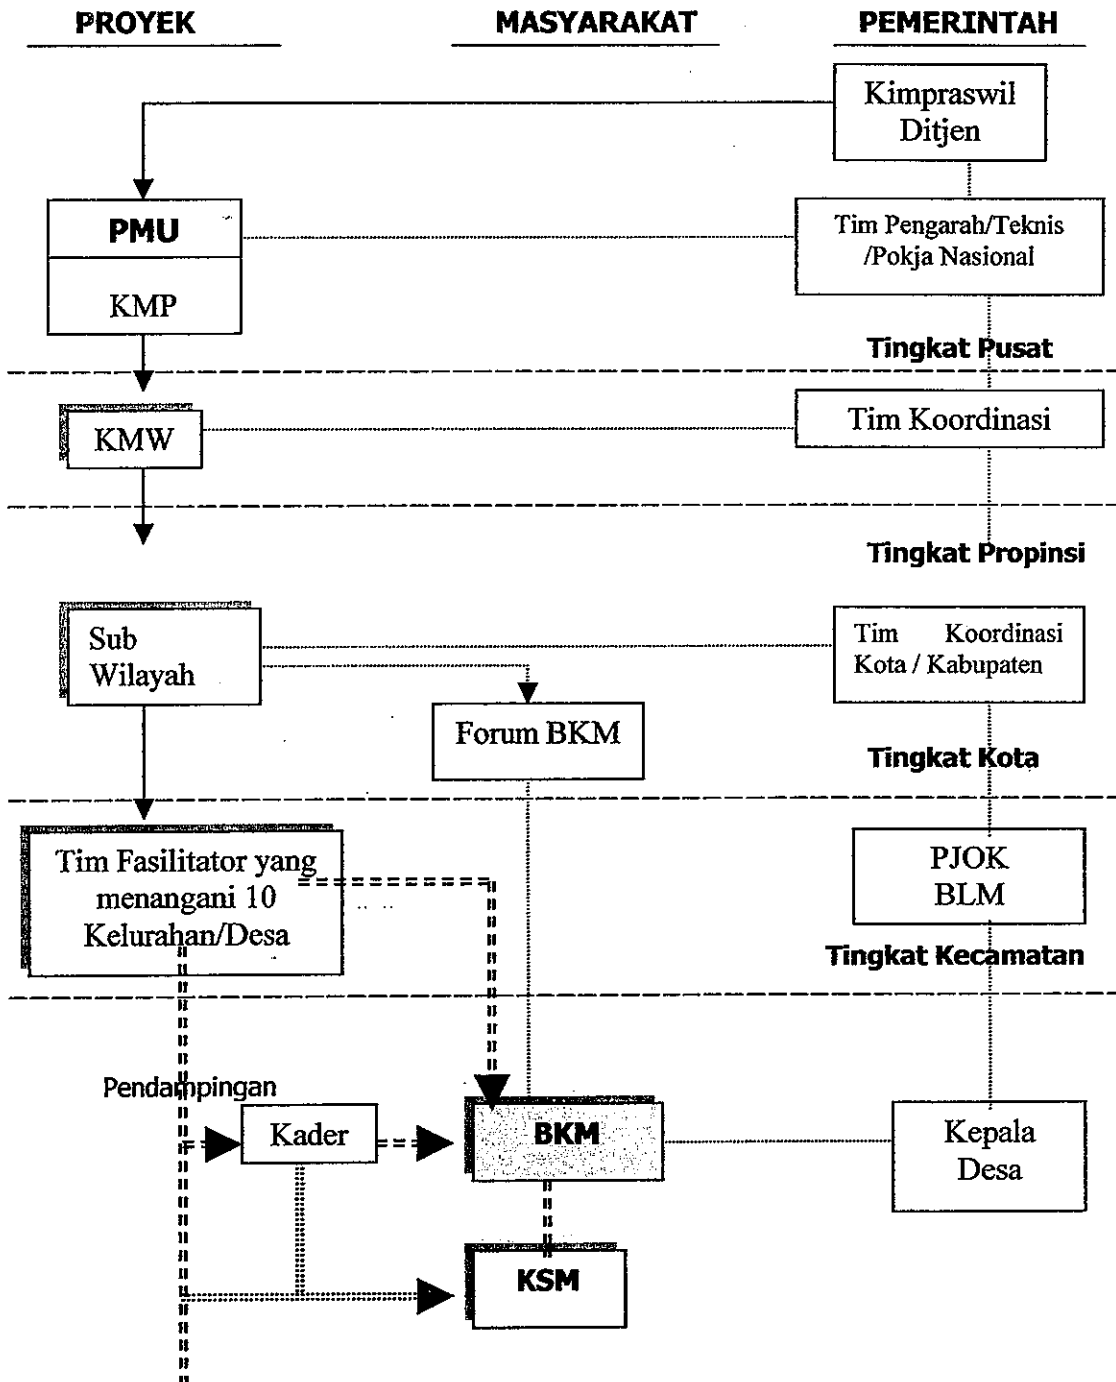 PROYEK
MASYARAKAT
PEMERINTAH
Kimpraswil
Ditjen
PMU
KMP
Tim Pengarah/Teknis
/Pokja Nasional
Tingkat Pusat
KMW
Tim Koordinasi
Tingkat Propinsi
Sub
Wilayah
Tim Koordinasi
Kota / Kabupaten
Forum BKM
Tingkat Kota
Tim Fasilitator yang
menangani 10
Kelurahan/Desa
PJOK
BLM
Tingkat Kecamatan
Pendampingan
Kader
BKM
Kepala
Desa
KSM